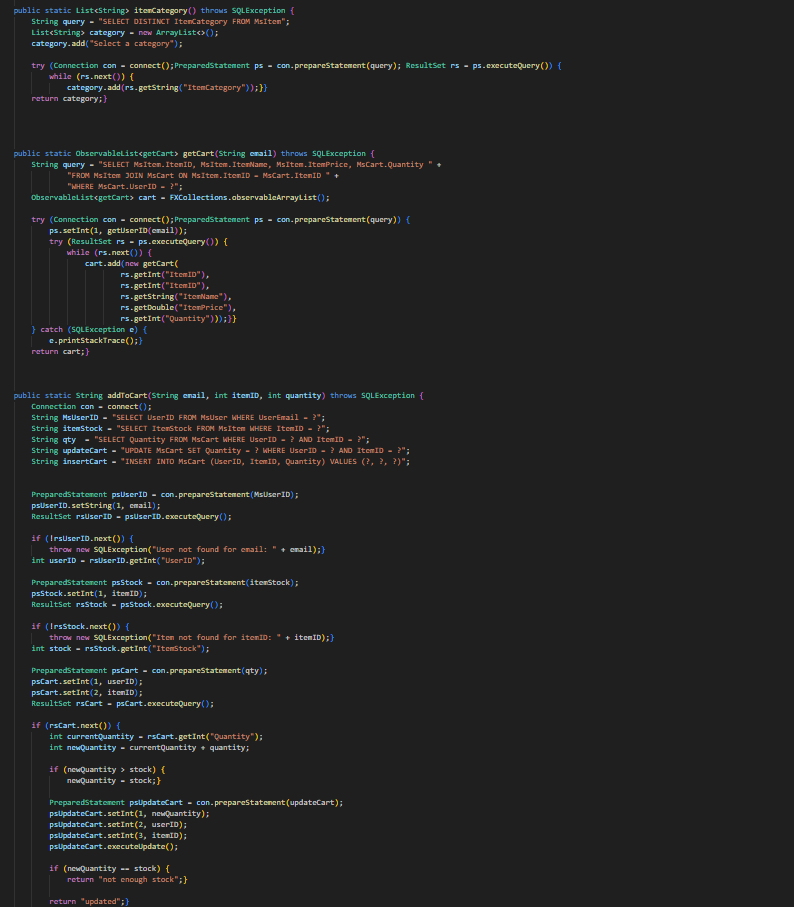 public static List<String> itemCategory() throws SQLException {
String query = "SELECT DISTINCT ItemCategory FROM MsItem";
List<String> category = new ArrayList<>();
category.add("Select a category");
try (Connection con = connect();PreparedStatement ps = con.prepareStatement(query); ResultSet rs = ps.executeQuery()) {
while (rs.next()) {
category.add(rs.getString("ItemCategory"));}}
return category;}
public static ObservableList<getCart> getCart(String email) throws SQLException {
String query = "SELECT MsItem.ItemID, MsItem.ItemName, MsItem.ItemPrice, MsCart.Quantity " +
"FROM MsItem JOIN MsCart ON MsItem.ItemID = MsCart.ItemID " +
"WHERE MsCart.UserID = ?";
ObservableList<getCart> cart = FXCollections.observableArrayList();
try (Connection con = connect();PreparedStatement ps = con.prepareStatement(query)) {
ps.setInt(1, getUserID(email));
try (ResultSet rs = ps.executeQuery()) {
while (rs.next()) {
cart.add(new getCart(
rs.getInt("ItemID"),
rs.getInt("ItemID"),
rs.getString("ItemName"),
rs.getDouble("ItemPrice"),
rs.getInt("Quantity")));}}
} catch (SQLException e) {
e.printStackTrace();}
return cart;}
public static String addToCart(String email, int itemID, int quantity) throws SQLException {
Connection con = connect();
String MsUserID = "SELECT UserID FROM MsUser WHERE UserEmail = ?";
String itemStock = "SELECT ItemStock FROM MsItem WHERE ItemID = ?";
String qty = "SELECT Quantity FROM MsCart WHERE UserID = ? AND ItemID = ?";
String updateCart = "UPDATE MsCart SET Quantity = ? WHERE UserID = ? AND ItemID = ?";
String insertCart = "INSERT INTO MsCart (UserID, ItemID, Quantity) VALUES (?, ?, ?)";
PreparedStatement psUserID = con.prepareStatement(MsUserID);
psUserID.setString(1, email);
ResultSet rsUserID = psUserID.executeQuery();
if (!rsUserID.next()) {
throw new SQLException("User not found for email: " + email);}
int userID = rsUserID.getInt("UserID");
PreparedStatement psStock = con.prepareStatement(itemStock);
psStock.setInt(1, itemID);
ResultSet rsStock = psStock.executeQuery();
if (!rsStock.next()) {
throw new SQLException("Item not found for itemID: " + itemID);}
int stock = rsStock.getInt("ItemStock");
PreparedStatement psCart = con.prepareStatement(qty);
psCart.setInt(1, userID);
psCart.setInt(2, itemID);
ResultSet rsCart = psCart.executeQuery();
if (rsCart.next()) {
int currentQuantity = rsCart.getInt("Quantity");
int newQuantity = currentQuantity + quantity;
if (newQuantity > stock) {
newQuantity = stock;}
PreparedStatement psUpdateCart = con.prepareStatement(updateCart);
psUpdateCart.setInt(1, newQuantity);
psUpdateCart.setInt(2, userID);
psUpdateCart.setInt(3, itemID);
psUpdateCart.executeUpdate();
if (newQuantity == stock) {
return "not enough stock";}
return "updated";}